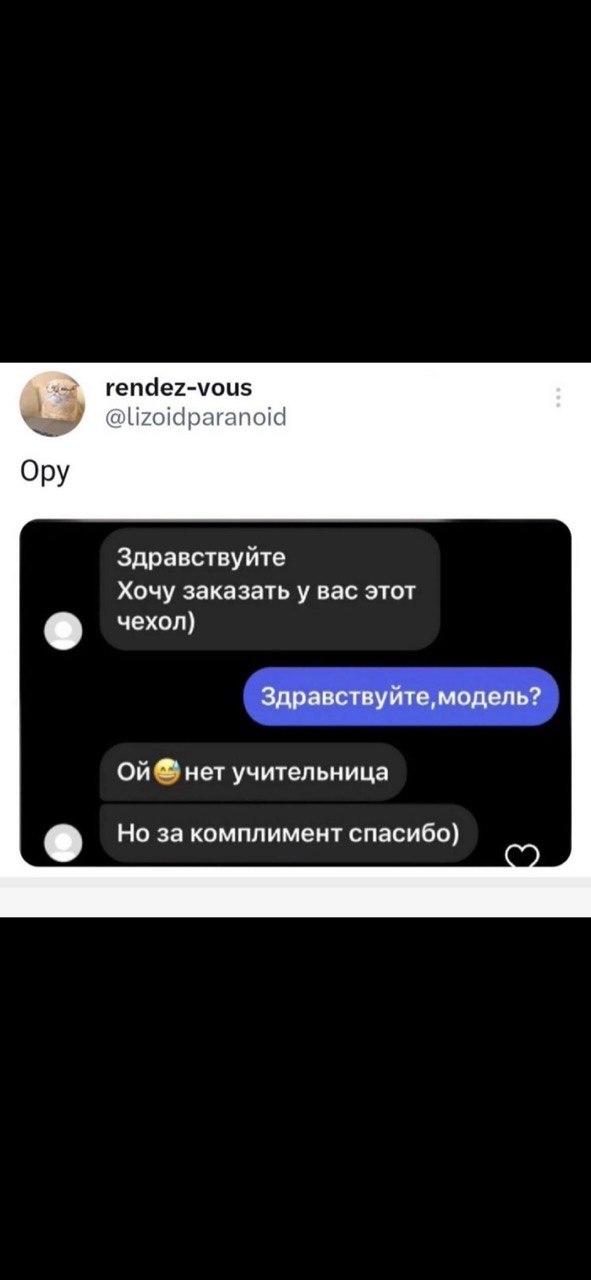 rendez-vous
@lizoidparanoid
Ору
Здравствуйте
Хочу заказать у вас этот
чехол)
Здравствуйте,модель?
Ой😅нет учительница
Но за комплимент спасибо)